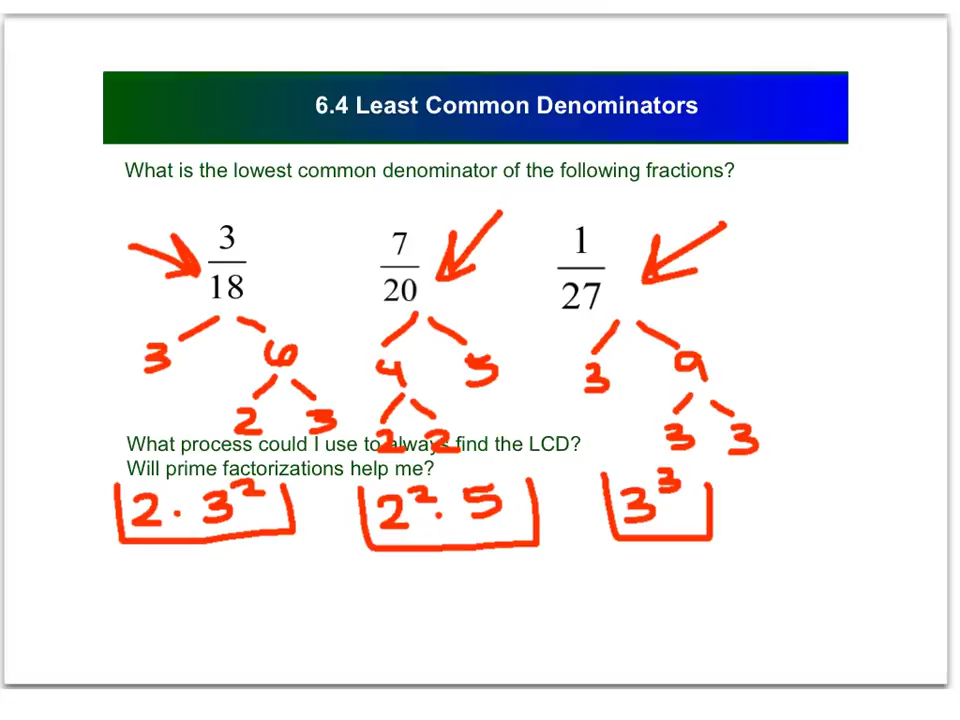 6.4 Least Common Denominators
What is the lowest common denominator of the following fractions?
3 7 1
18 20 27
3 6 4 5 3 9
2 3 2 2 3 3
What process could I use to always find the LCD?
Will prime factorizations help me?
2 · 3² 2² · 5 3³